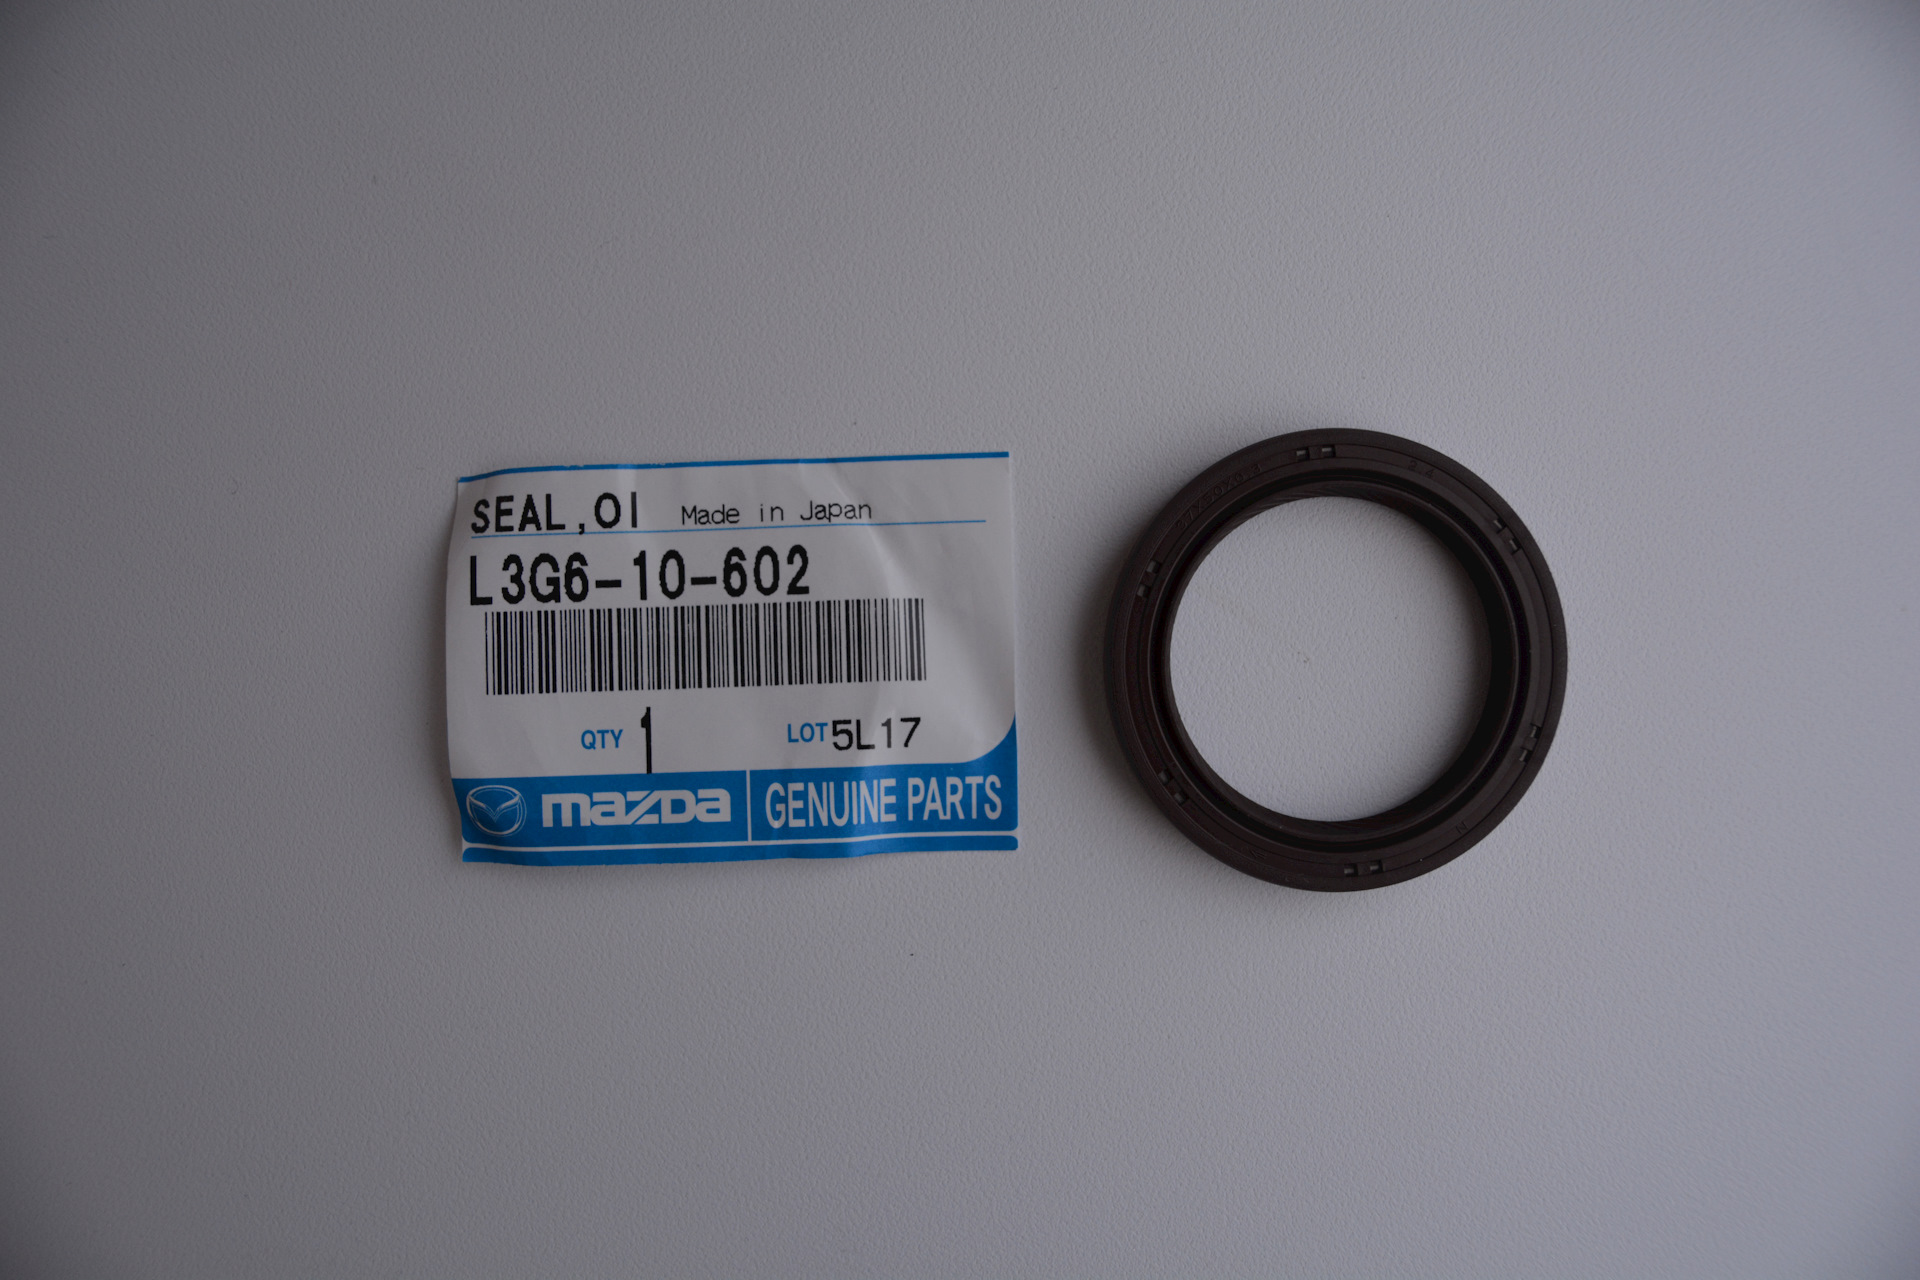 SEAL,OI Made in Japan
L3G6-10-602
QTY 1 LOT 5L17
mazda GENUINE PARTS